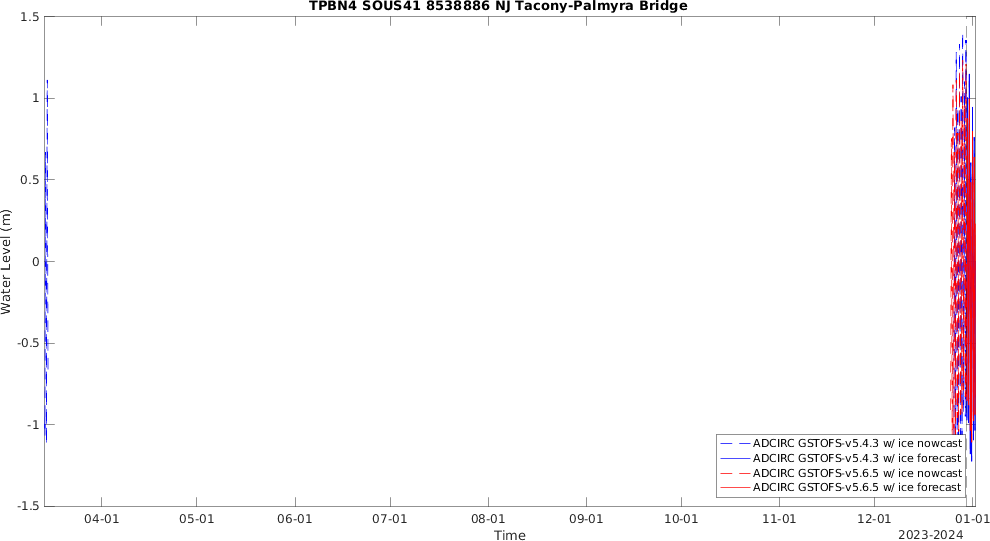 TPBN4 SOUS41 8538886 NJ Tacony-Palmyra Bridge
1.5
1
0.5
0
-0.5
-1
-1.5
Water Level (m)
04-01 05-01 06-01 07-01 08-01 09-01 10-01 11-01 12-01 01-01
Time
2023-2024
ADCIRC GSTOFS-v5.4.3 w/ ice nowcast
ADCIRC GSTOFS-v5.4.3 w/ ice forecast
ADCIRC GSTOFS-v5.6.5 w/ ice nowcast
ADCIRC GSTOFS-v5.6.5 w/ ice forecast